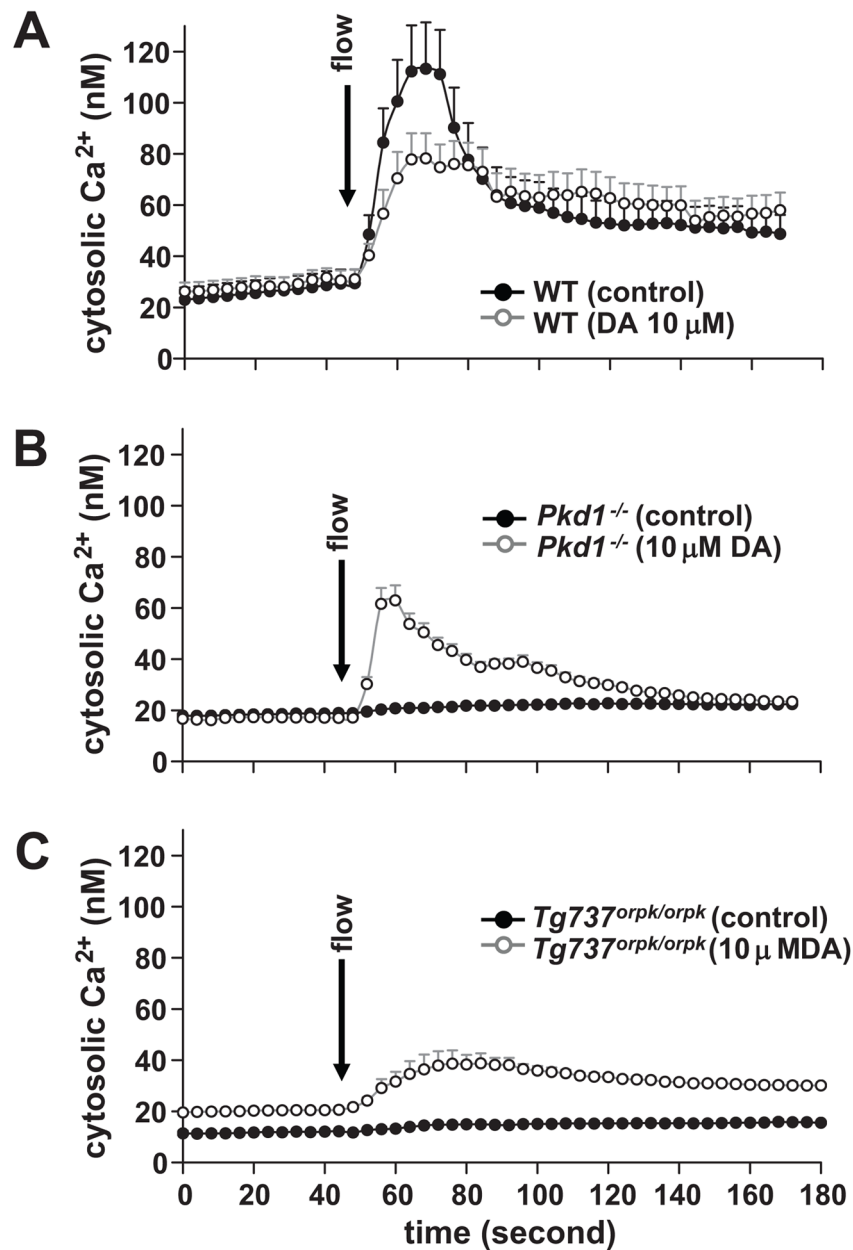 A
cytosolic Ca2+ (nM)
120
100
80
60
40
20
0
flow
WT (control)
WT (DA 10 µM)
B
cytosolic Ca2+ (nM)
120
100
80
60
40
20
0
flow
Pkd1 -/- (control)
Pkd1 -/- (10 µM DA)
C
cytosolic Ca2+ (nM)
120
100
80
60
40
20
0
flow
Tg737orpk/orpk (control)
Tg737orpk/orpk (10 µ MDA)
0 20 40 60 80 100 120 140 160 180
time (second)